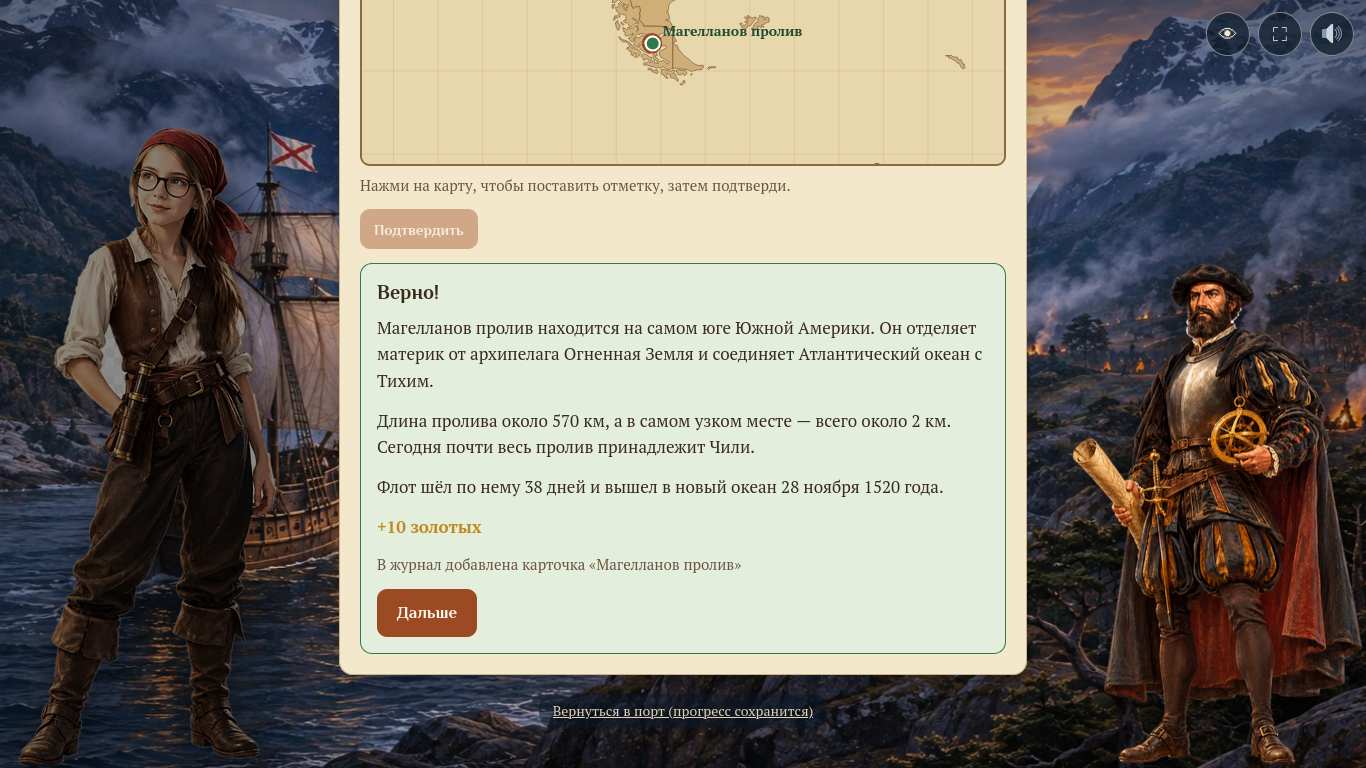 Магелланов пролив
Нажми на карту, чтобы поставить отметку, затем подтверди.
Подтвердить
Верно!
Магелланов пролив находится на самом юге Южной Америки. Он отделяет
материк от архипелага Огненная Земля и соединяет Атлантический океан с
Тихим.
Длина пролива около 570 км, а в самом узком месте — всего около 2 км.
Сегодня почти весь пролив принадлежит Чили.
Флот шёл по нему 38 дней и вышел в новый океан 28 ноября 1520 года.
+10 золотых
В журнал добавлена карточка «Магелланов пролив»
Дальше
Вернуться в порт (прогресс сохранится)